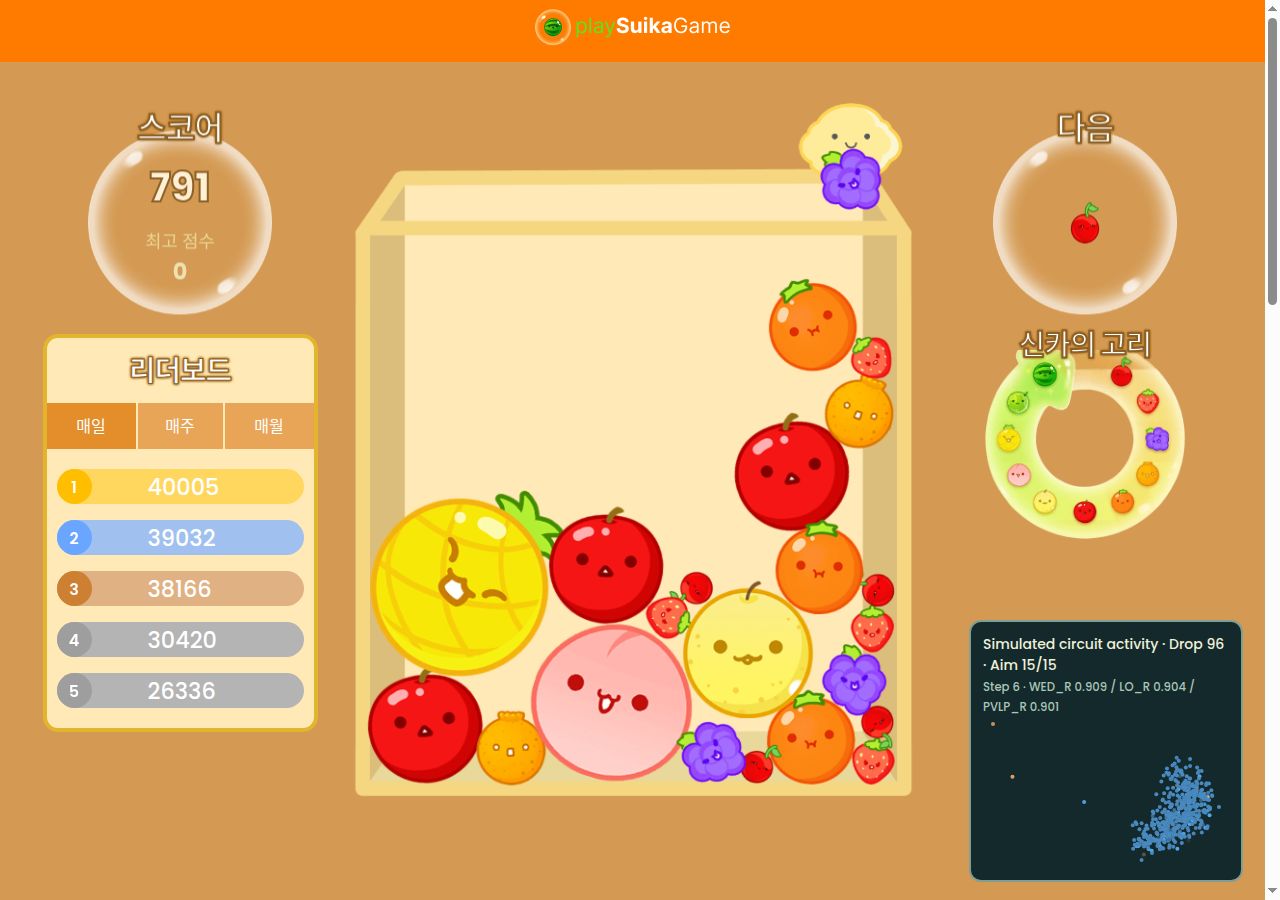 playSuikaGame
스코어
791
최고 점수
0
다음
리더보드
매일 매주 매월
1 40005
2 39032
3 38166
4 30420
5 26336
신카의 고리
Simulated circuit activity · Drop 96
· Aim 15/15
Step 6 · WED_R 0.909 / LO_R 0.904 /
PVLP_R 0.901